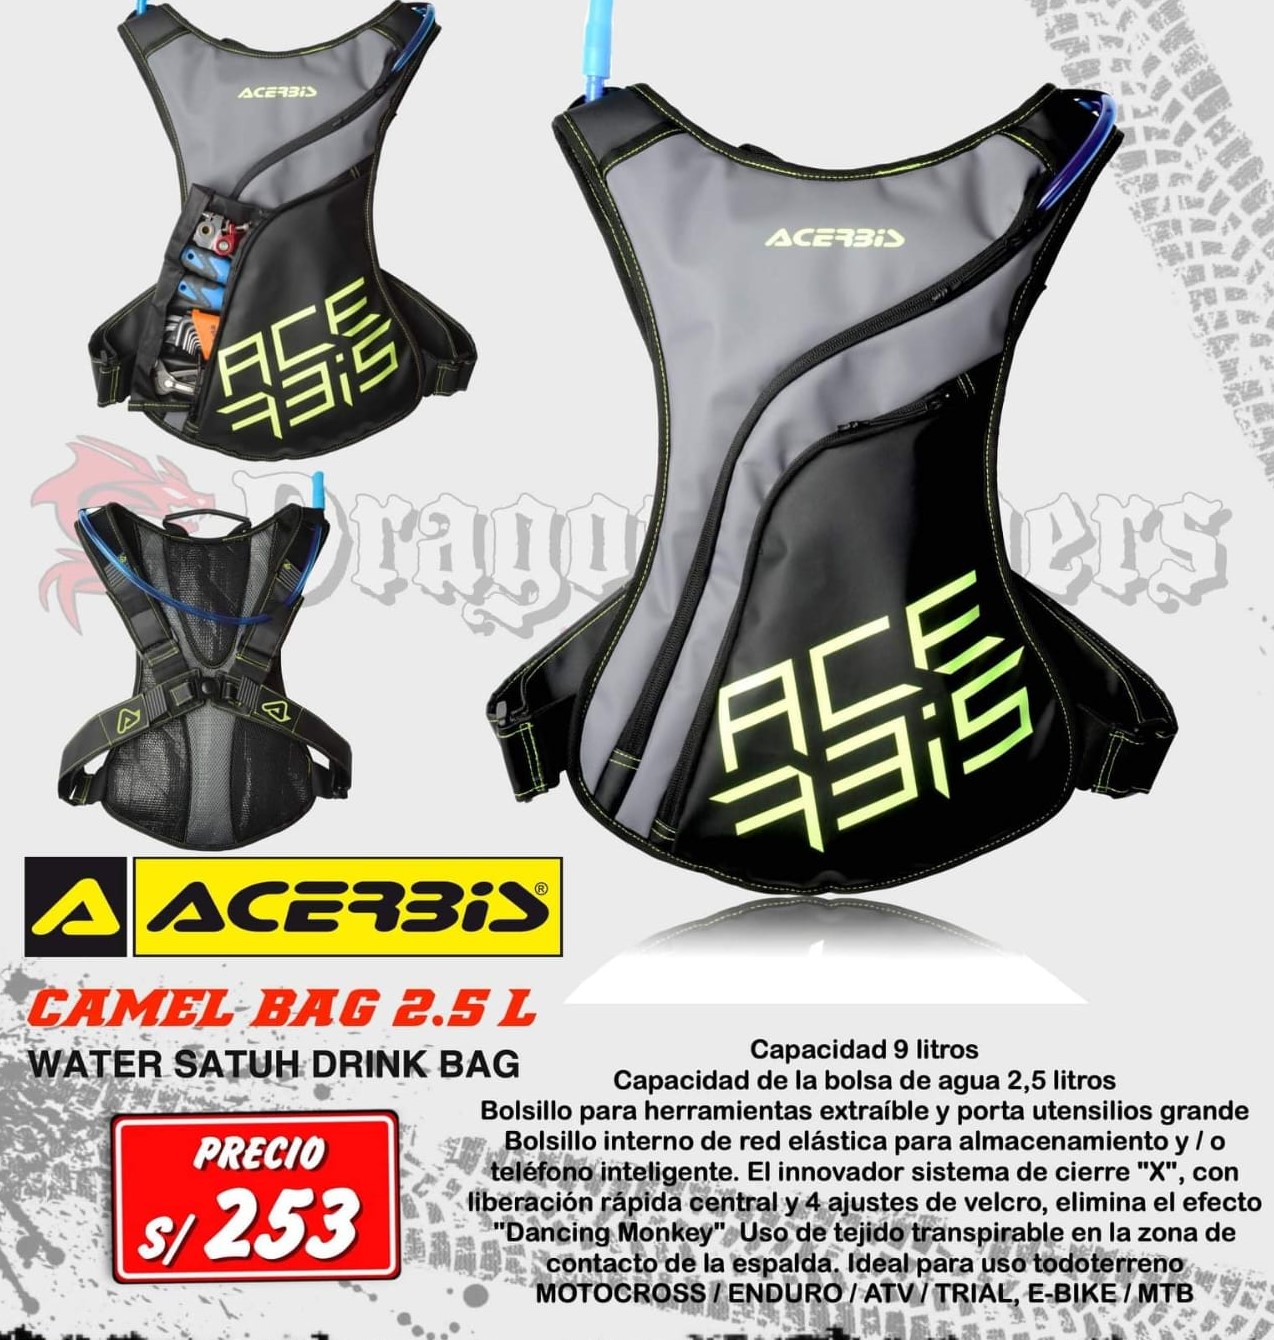 ACERBIS
ACERBIS
ACE
RBIS
ACE
RBIS
ACERBIS®
CAMEL BAG 2.5 L
WATER SATUH DRINK BAG
PRECIO
S/ 253
Capacidad 9 litros
Capacidad de la bolsa de agua 2,5 litros
Bolsillo para herramientas extraíble y porta utensilios grande
Bolsillo interno de red elástica para almacenamiento y / o
teléfono inteligente. El innovador sistema de cierre "X", con
liberación rápida central y 4 ajustes de velcro, elimina el efecto
"Dancing Monkey" Uso de tejido transpirable en la zona de
contacto de la espalda. Ideal para uso todoterreno
MOTOCROSS / ENDURO / ATV / TRIAL, E-BIKE / MTB